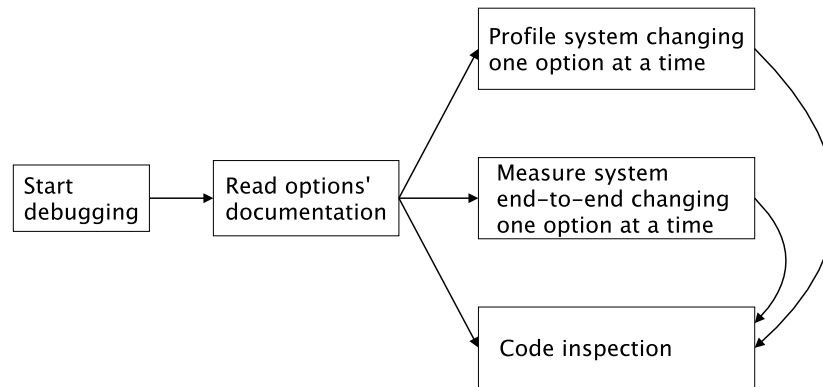 Start
debugging
Read options'
documentation
Profile system changing
one option at a time
Measure system
end-to-end changing
one option at a time
Code inspection